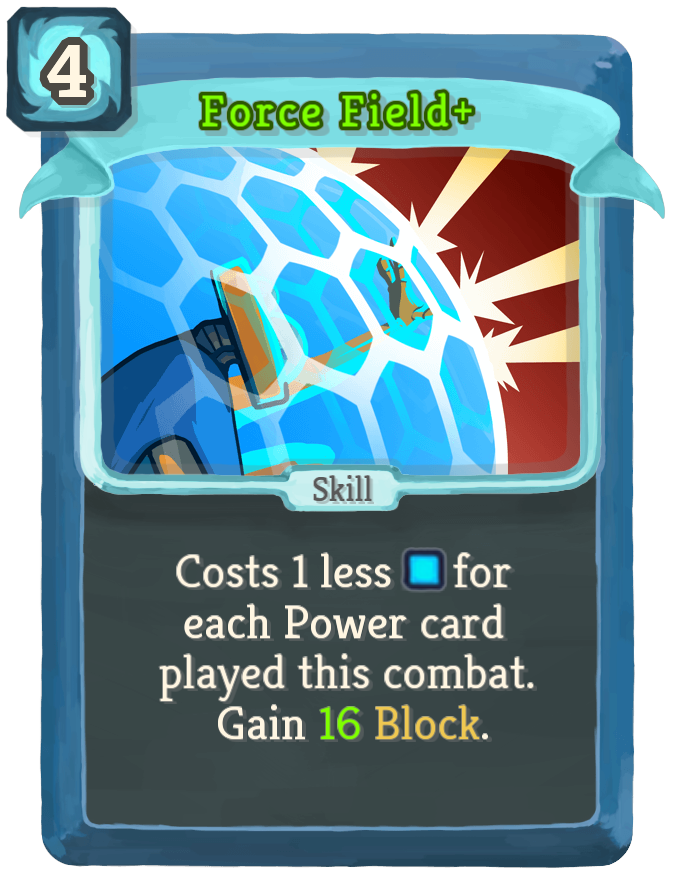 4
Force Field+
Skill
Costs 1 less for
each Power card
played this combat.
Gain 16 Block.